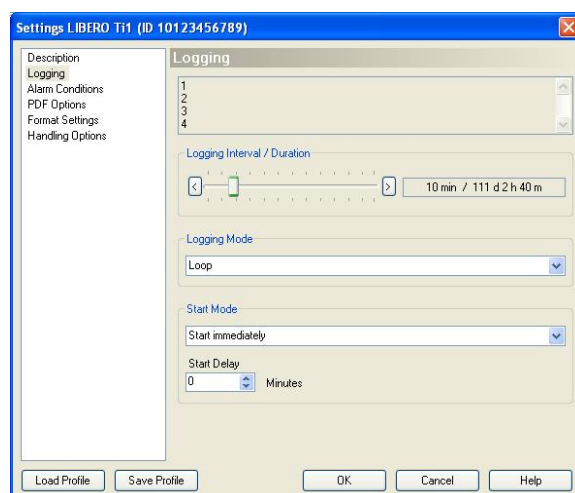 Settings LIBERO Ti1 (ID 10123456789)
Description
Logging
Alarm Conditions
PDF Options
Format Settings
Handling Options
Logging
1
2
3
4
Logging Interval / Duration
< > 10 min / 111 d 2 h 40 m
Logging Mode
Loop
Start Mode
Start immediately
Start Delay
0 Minutes
Load Profile Save Profile OK Cancel Help